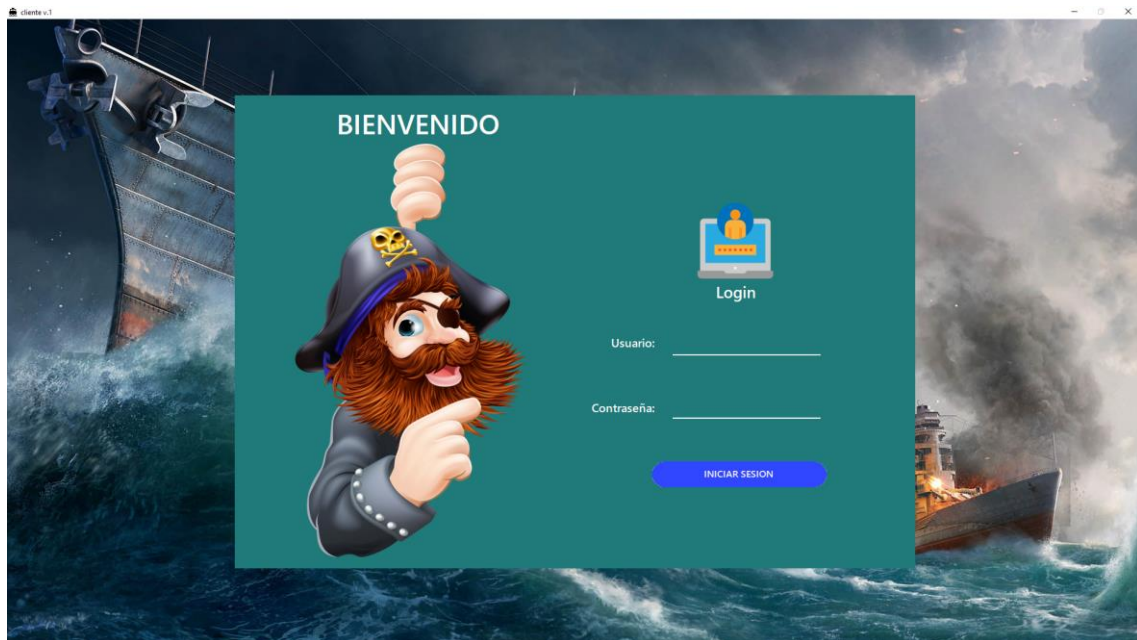 cliente v.1
BIENVENIDO
Login
Usuario:
Contraseña:
INICIAR SESION